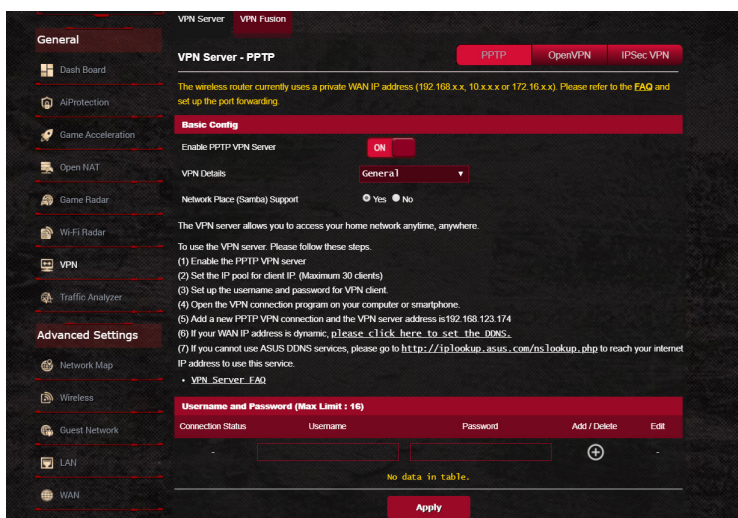 VPN Server VPN Fusion
General
Dash Board
AiProtection
Game Acceleration
Open NAT
Game Radar
Wi-Fi Radar
VPN
Traffic Analyzer
Advanced Settings
Network Map
Wireless
Guest Network
LAN
WAN
VPN Server - PPTP
PPTP OpenVPN IPSec VPN
The wireless router currently uses a private WAN IP address (192.168.x.x, 10.x.x.x or 172.16.x.x). Please refer to the FAQ and
set up the port forwarding.
Basic Config
Enable PPTP VPN Server ON
VPN Details General
Network Place (Samba) Support Yes No
The VPN server allows you to access your home network anytime, anywhere.
To use the VPN server. Please follow these steps.
(1) Enable the PPTP VPN server
(2) Set the IP pool for client IP. (Maximum 30 clients)
(3) Set up the username and password for VPN client.
(4) Open the VPN connection program on your computer or smartphone.
(5) Add a new PPTP VPN connection and the VPN server address is192.168.123.174
(6) If your WAN IP address is dynamic, please click here to set the DDNS.
(7) If you cannot use ASUS DDNS services, please go to http://iplookup.asus.com/nslookup.php to reach your internet
IP address to use this service.
• VPN Server FAQ
Username and Password (Max Limit : 16)
Connection Status Username Password Add / Delete Edit
- -
No data in table.
Apply